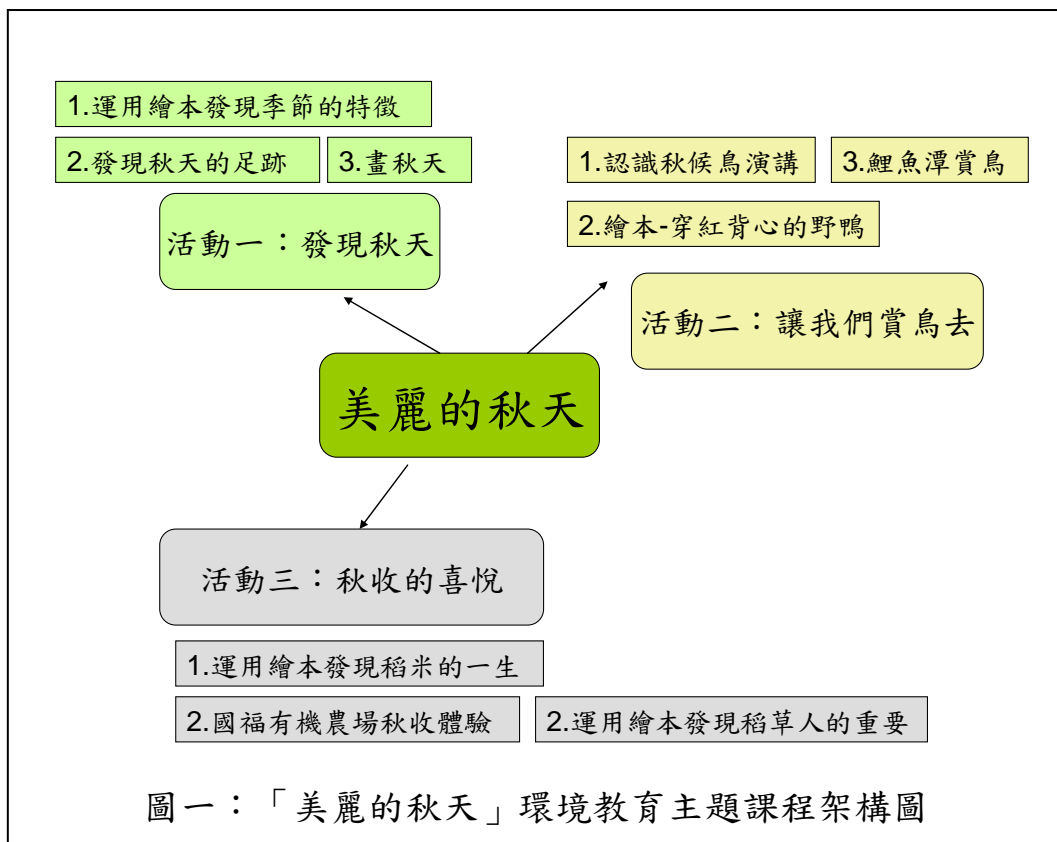 1.運用繪本發現季節的特徵
2.發現秋天的足跡
3.畫秋天
活動一：發現秋天
1.認識秋候鳥演講
3.鯉魚潭賞鳥
2.繪本-穿紅背心的野鴨
活動二：讓我們賞鳥去
美麗的秋天
活動三：秋收的喜悅
1.運用繪本發現稻米的一生
2.國福有機農場秋收體驗
2.運用繪本發現稻草人的重要
圖一：「美麗的秋天」環境教育主題課程架構圖